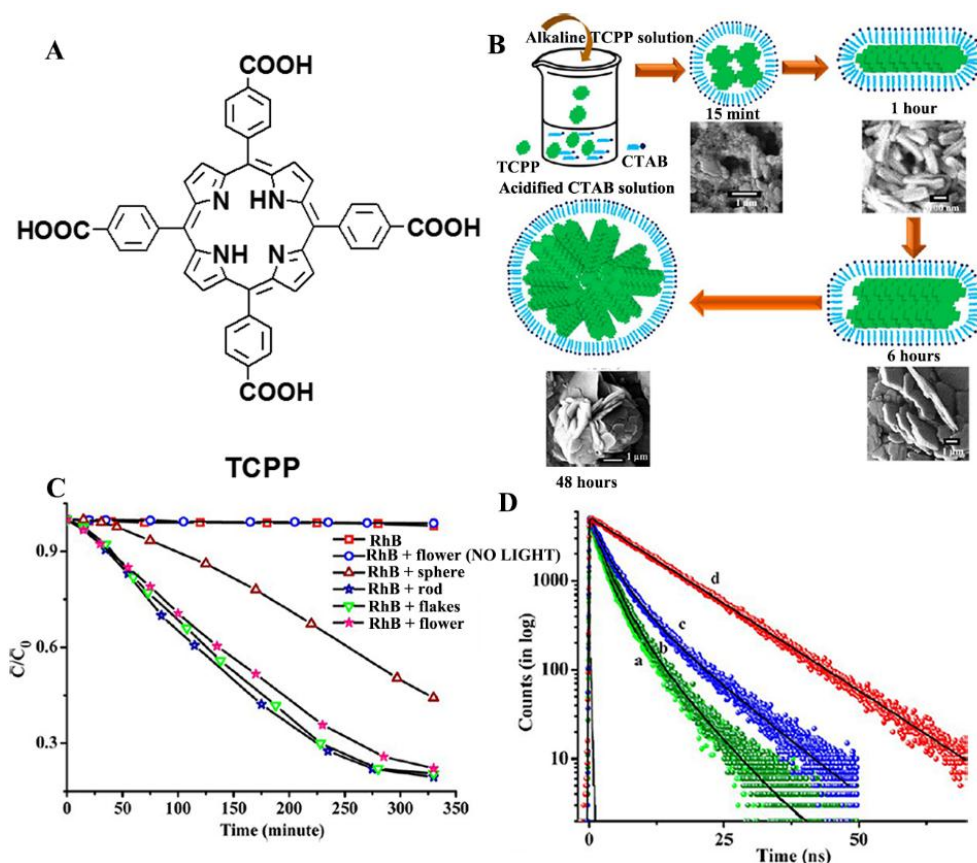 A
COOH
HOOC
N
HN
NH
N
COOH
COOH
TCPP
B
Alkaline TCPP solution
TCPP
CTAB
Acidified CTAB solution
15 mint
1 hour
6 hours
48 hours
1 µm
1 µm
C
C/C0
0.9
0.6
0.3
0 50 100 150 200 250 300 350
Time (minute)
RhB
RhB + flower (NO LIGHT)
RhB + sphere
RhB + rod
RhB + flakes
RhB + flower
D
Counts (in log)
1000
100
10
0 25 50
Time (ns)
a
b
c
d